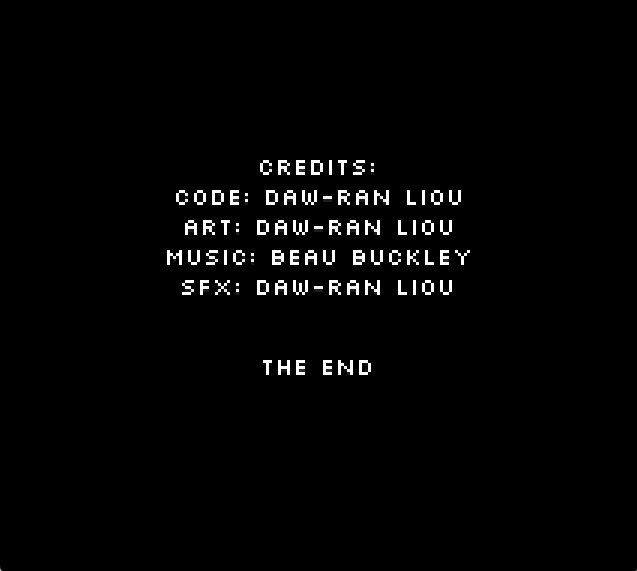 CREDITS:
CODE: DAW-RAN LIOU
ART: DAW-RAN LIOU
MUSIC: BEAU BUCKLEY
SFX: DAW-RAN LIOU
THE END